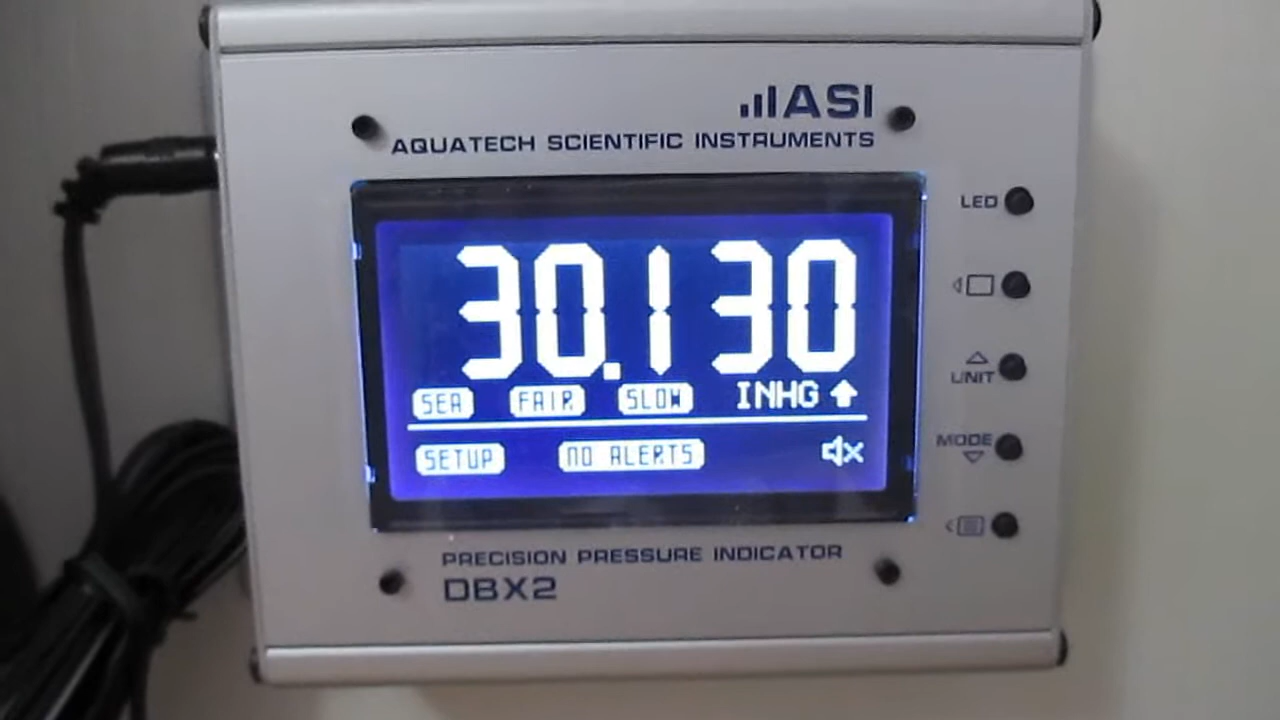 ASI
AQUATECH SCIENTIFIC INSTRUMENTS
LED
30.130
UNIT
SEA FAIR SLOW INHG
MODE
SETUP NO ALERTS
PRECISION PRESSURE INDICATOR
DBX2